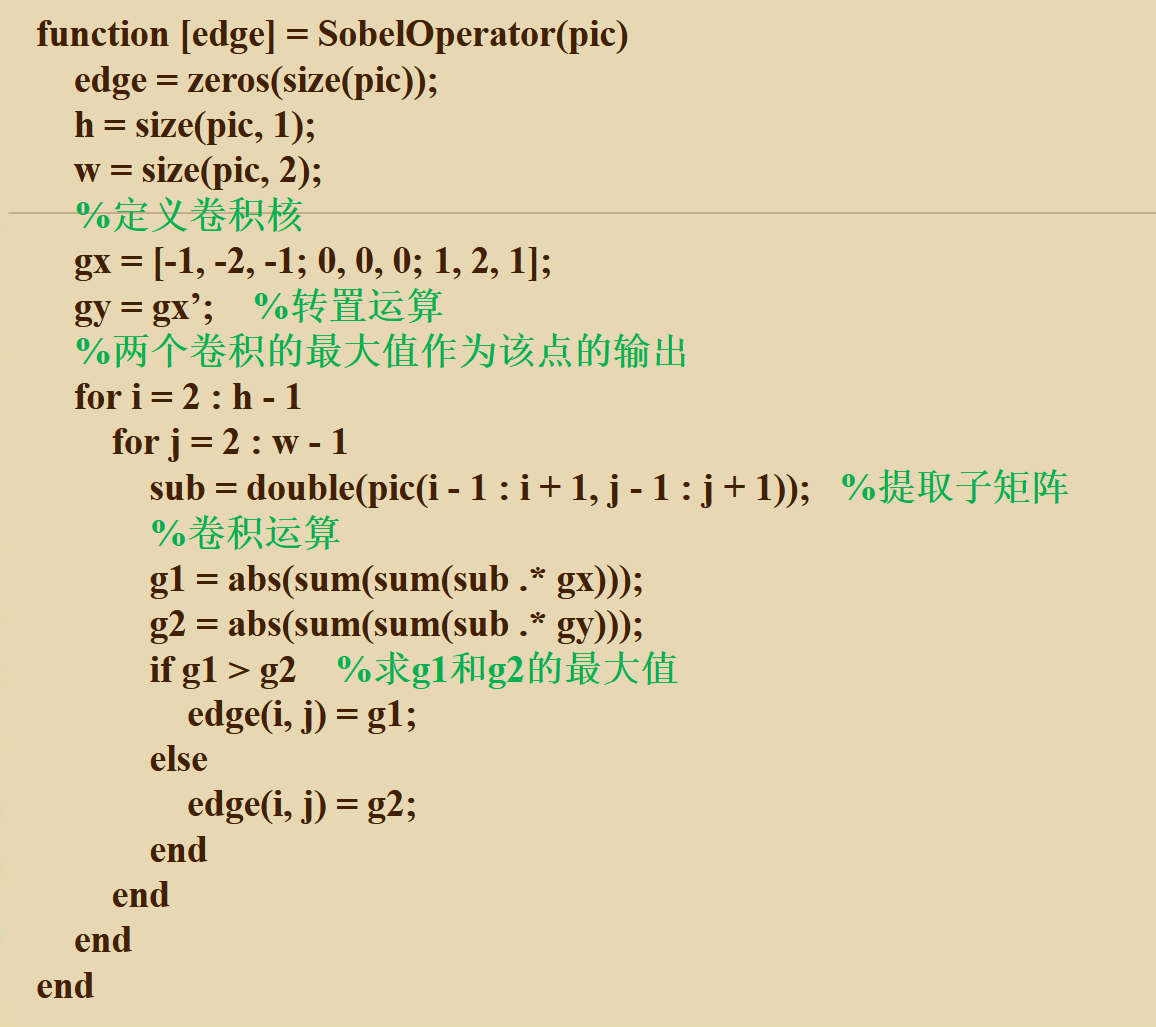 function [edge] = SobelOperator(pic)
edge = zeros(size(pic));
h = size(pic, 1);
w = size(pic, 2);
%定义卷积核
gx = [-1, -2, -1; 0, 0, 0; 1, 2, 1];
gy = gx’; %转置运算
%两个卷积的最大值作为该点的输出
for i = 2 : h - 1
for j = 2 : w - 1
sub = double(pic(i - 1 : i + 1, j - 1 : j + 1)); %提取子矩阵
%卷积运算
g1 = abs(sum(sum(sub .* gx)));
g2 = abs(sum(sum(sub .* gy)));
if g1 > g2 %求g1和g2的最大值
edge(i, j) = g1;
else
edge(i, j) = g2;
end
end
end
end